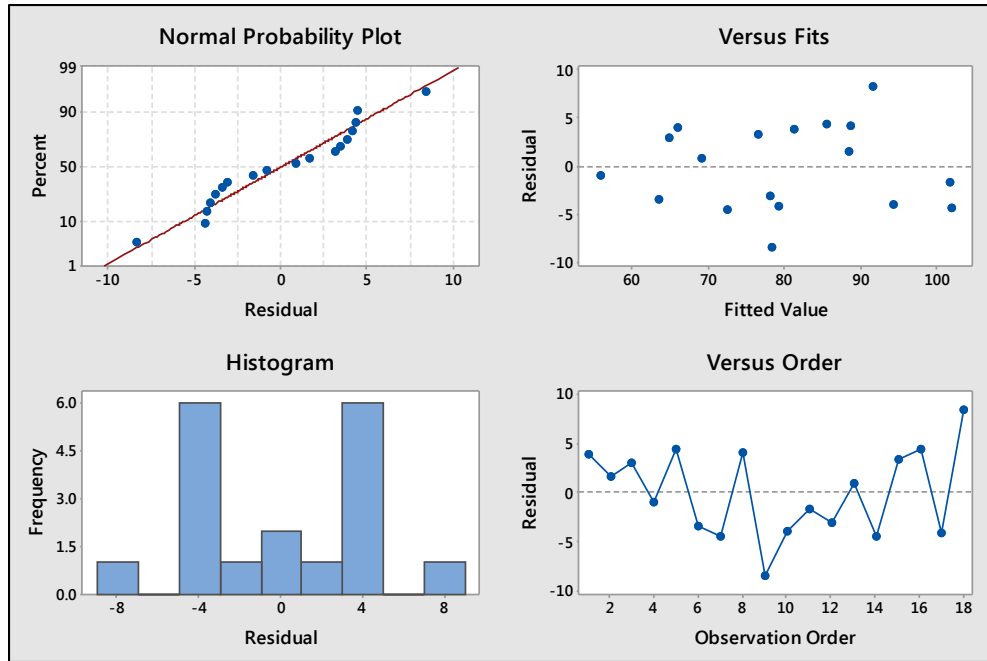 Normal Probability Plot
99
90
50
10
1
Percent
-10 -5 0 5 10
Residual
Versus Fits
10
5
0
-5
-10
Residual
60 70 80 90 100
Fitted Value
Histogram
6.0
4.5
3.0
1.5
0.0
Frequency
-8 -4 0 4 8
Residual
Versus Order
10
5
0
-5
-10
Residual
2 4 6 8 10 12 14 16 18
Observation Order